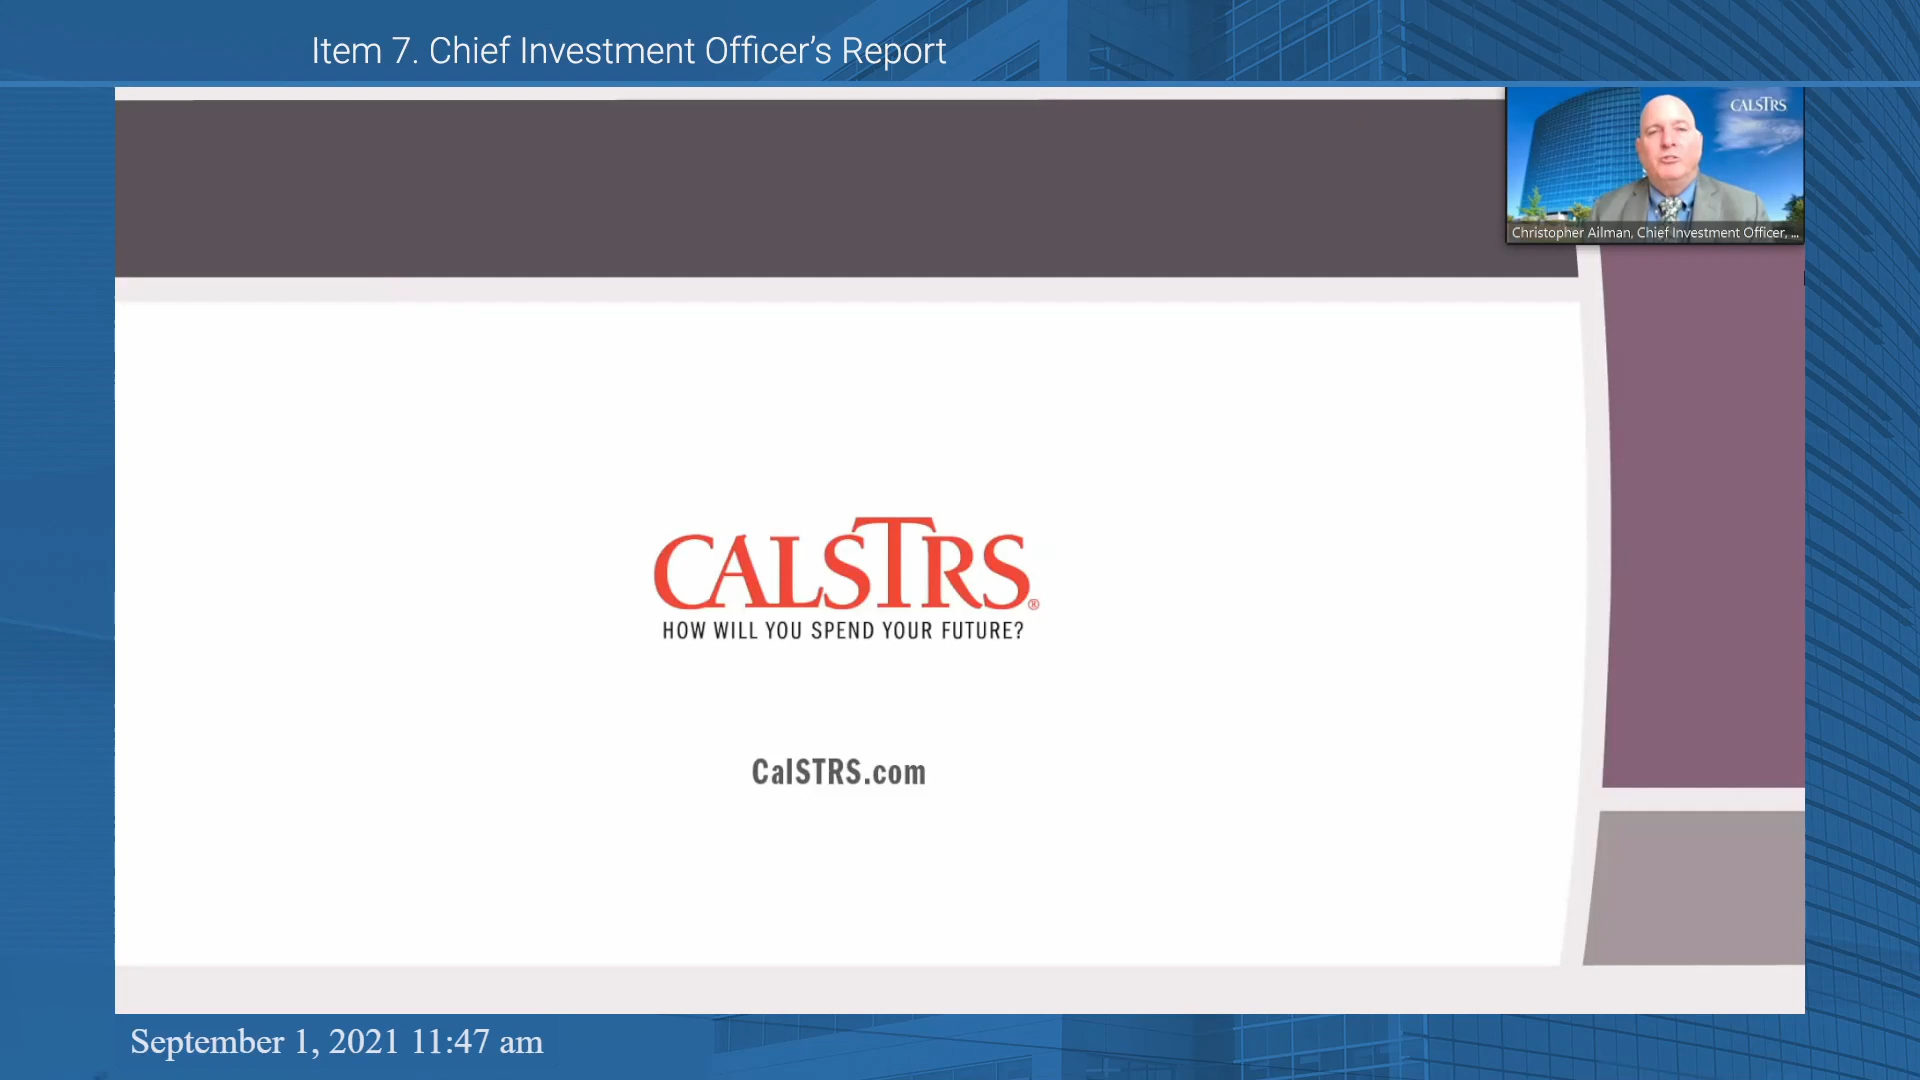 Item 7. Chief Investment Officer’s Report
CALSTRS
Christopher Ailman, Chief Investment Officer, ...
CALSTRS®
HOW WILL YOU SPEND YOUR FUTURE?
CalSTRS.com
September 1, 2021 11:47 am